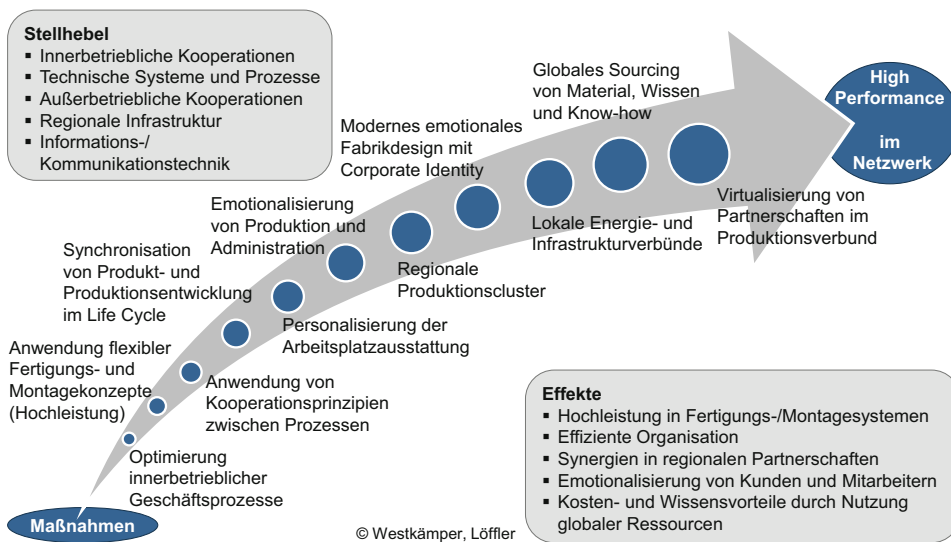 Stellhebel
▪ Innerbetriebliche Kooperationen
▪ Technische Systeme und Prozesse
▪ Außerbetriebliche Kooperationen
▪ Regionale Infrastruktur
▪ Informations-/
Kommunikationstechnik
Globales Sourcing
von Material, Wissen
und Know-how
High
Performance
im
Netzwerk
Modernes emotionales
Fabrikdesign mit
Corporate Identity
Emotionalisierung
von Produktion und
Administration
Virtualisierung von
Partnerschaften im
Produktionsverbund
Lokale Energie- und
Infrastrukturverbünde
Synchronisation
von Produkt- und
Produktionsentwicklung
im Life Cycle
Regionale
Produktionscluster
Personalisierung der
Arbeitsplatzausstattung
Anwendung flexibler
Fertigungs- und
Montagekonzepte
(Hochleistung)
Anwendung von
Kooperationsprinzipien
zwischen Prozessen
Optimierung
innerbetrieblicher
Geschäftsprozesse
Maßnahmen
Effekte
▪ Hochleistung in Fertigungs-/Montagesystemen
▪ Effiziente Organisation
▪ Synergien in regionalen Partnerschaften
▪ Emotionalisierung von Kunden und Mitarbeitern
▪ Kosten- und Wissensvorteile durch Nutzung
globaler Ressourcen
© Westkämper, Löffler